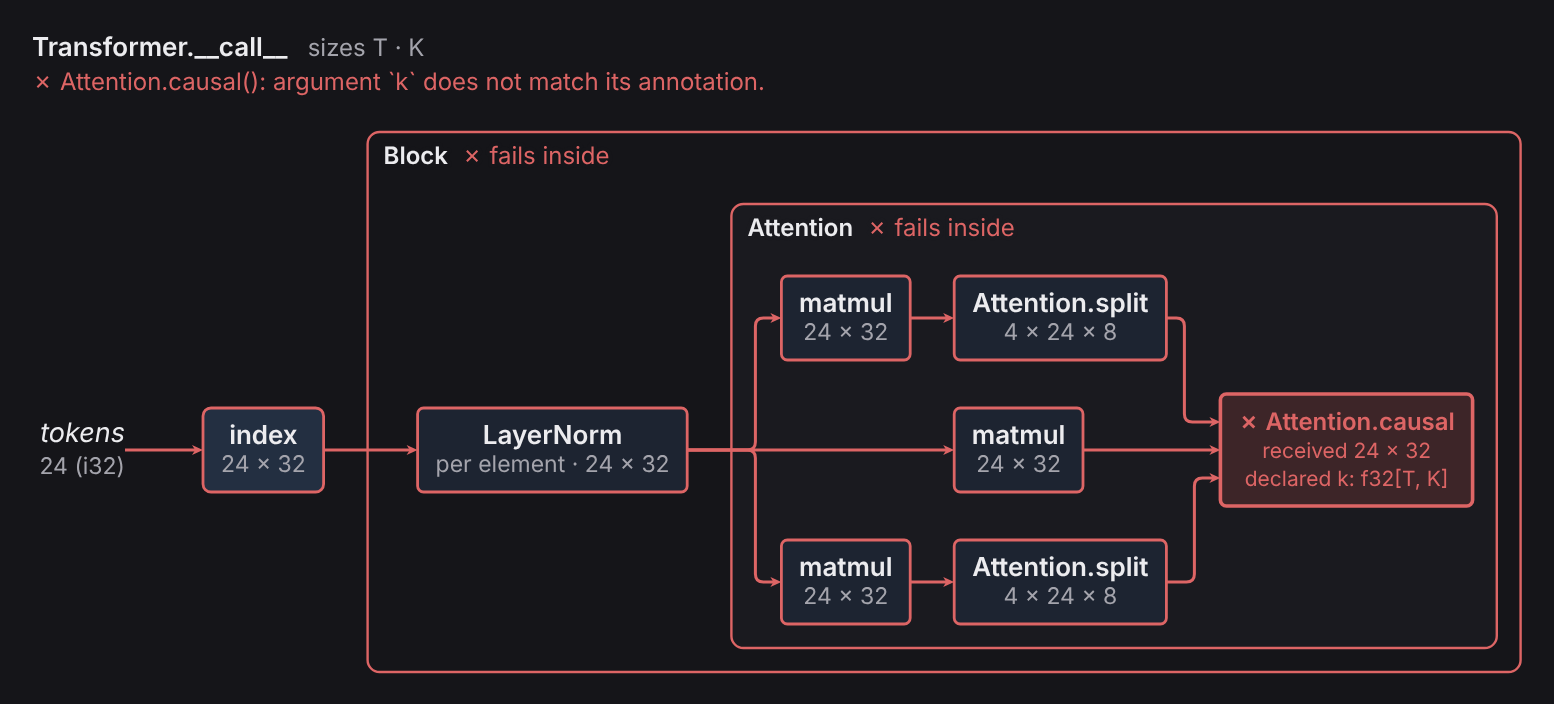 Transformer.__call__ sizes T · K
× Attention.causal(): argument `k` does not match its annotation.
Block × fails inside
Attention × fails inside
matmul
24 × 32
Attention.split
4 × 24 × 8
tokens
24 (i32)
index
24 × 32
LayerNorm
per element · 24 × 32
matmul
24 × 32
× Attention.causal
received 24 × 32
declared k: f32[T, K]
matmul
24 × 32
Attention.split
4 × 24 × 8